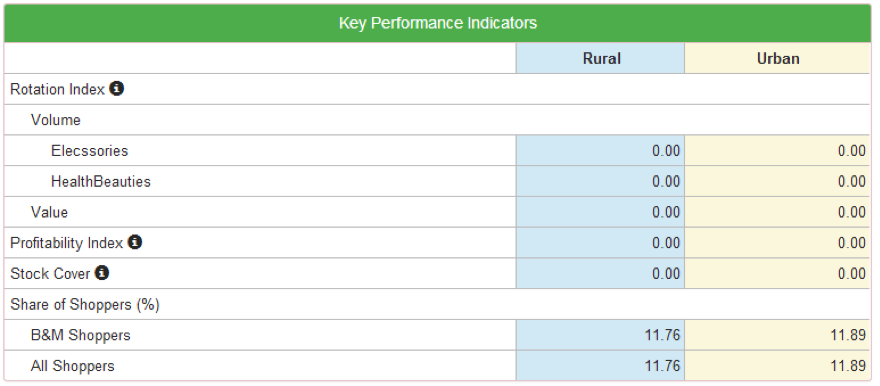 Key Performance Indicators
Rural Urban
Rotation Index
Volume
Elecssories 0.00 0.00
HealthBeauties 0.00 0.00
Value 0.00 0.00
Profitability Index 0.00 0.00
Stock Cover 0.00 0.00
Share of Shoppers (%)
B&M Shoppers 11.76 11.89
All Shoppers 11.76 11.89